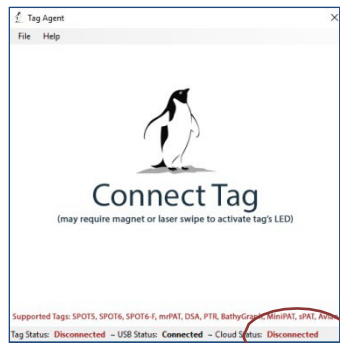 Tag Agent
File Help
Connect Tag
(may require magnet or laser swipe to activate tag's LED)
Supported Tags: SPOT5, SPOT6, SPOT6-F, mrPAT, DSA, PTR, BathyGraph, MiniPAT, sPAT,
Tag Status: Disconnected ~ USB Status: Connected ~ Cloud Status: Disconnected